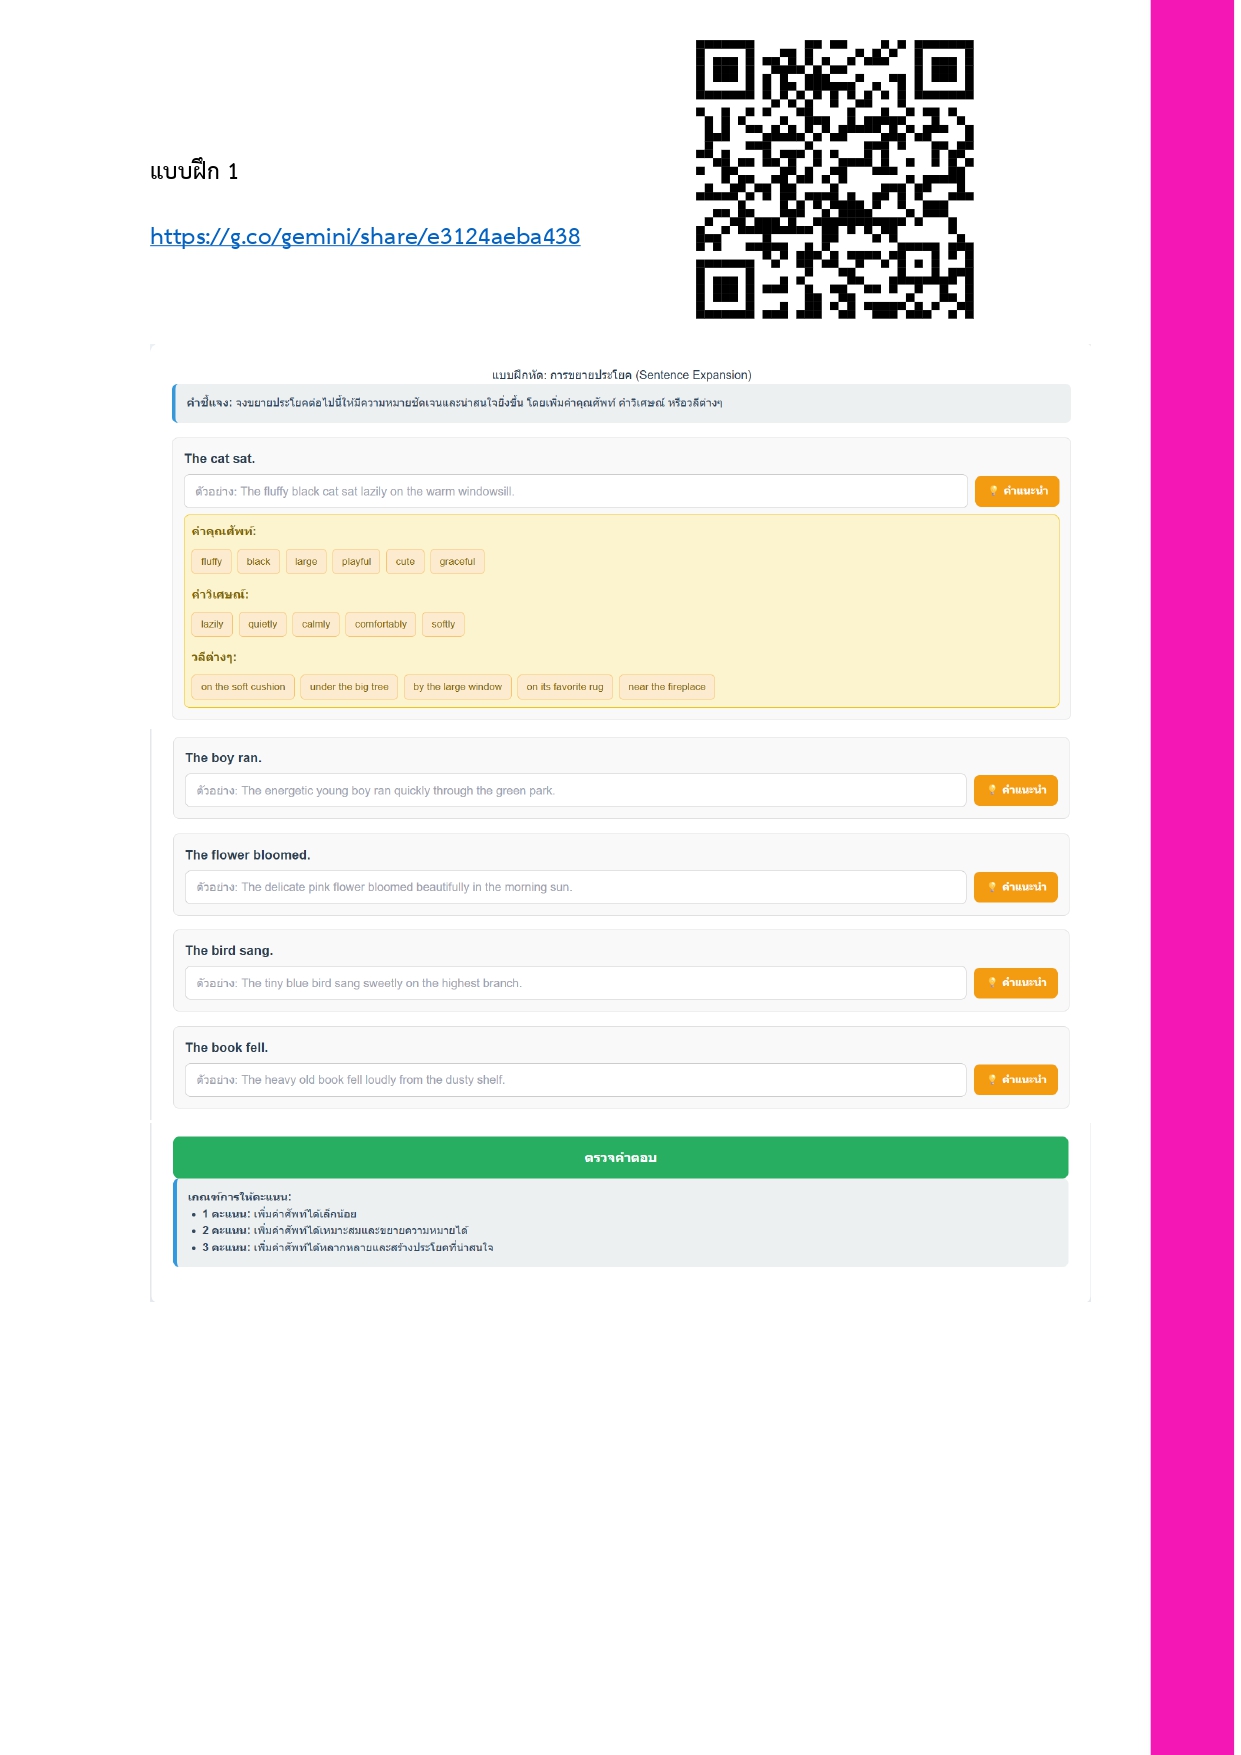 แบบฝึก 1
https://g.co/gemini/share/e3124aeba438
แบบฝึกหัด: การขยายประโยค (Sentence Expansion)
คำชี้แจง: จงขยายประโยคต่อไปนี้ให้มีความหมายชัดเจนและน่าสนใจยิ่งขึ้น โดยเพิ่มคำคุณศัพท์ คำวิเศษณ์ หรือวลีต่างๆ
The cat sat.
ตัวอย่าง: The fluffy black cat sat lazily on the warm windowsill.
คำแนะนำ
คำคุณศัพท์:
fluffy black large playful cute graceful
คำวิเศษณ์:
lazily quietly calmly comfortably softly
วลีต่างๆ:
on the soft cushion under the big tree by the large window on its favorite rug near the fireplace
The boy ran.
ตัวอย่าง: The energetic young boy ran quickly through the green park.
คำแนะนำ
The flower bloomed.
ตัวอย่าง: The delicate pink flower bloomed beautifully in the morning sun.
คำแนะนำ
The bird sang.
ตัวอย่าง: The tiny blue bird sang sweetly on the highest branch.
คำแนะนำ
The book fell.
ตัวอย่าง: The heavy old book fell loudly from the dusty shelf.
คำแนะนำ
ตรวจคำตอบ
เกณฑ์การให้คะแนน:
• 1 คะแนน: เพิ่มคำศัพท์ได้เล็กน้อย
• 2 คะแนน: เพิ่มคำศัพท์ได้เหมาะสมและขยายความหมายได้
• 3 คะแนน: เพิ่มคำศัพท์ได้หลากหลายและสร้างประโยคที่น่าสนใจ